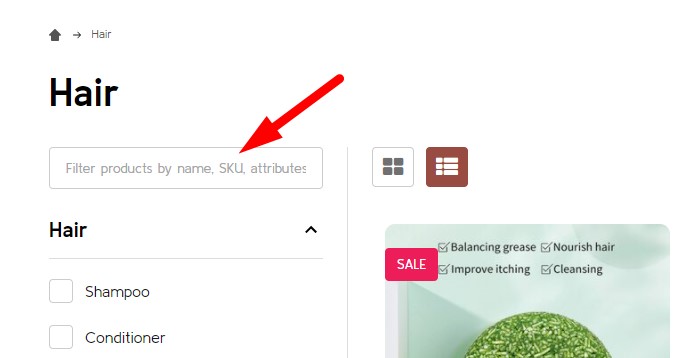 Hair
Hair
Filter products by name, SKU, attributes
Hair
Shampoo
Conditioner
SALE
Balancing grease Nourish hair
Improve itching Cleansing